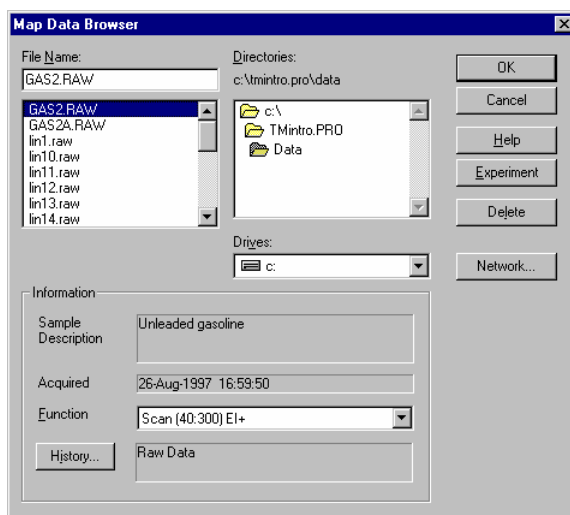 Map Data Browser
File Name:
GAS2.RAW
GAS2.RAW
GAS2A.RAW
lin1.raw
lin10.raw
lin11.raw
lin12.raw
lin13.raw
lin14.raw
Directories:
c:\tmintro.pro\data
c:\
TMintro.PRO
Data
Drives:
c:
OK
Cancel
Help
Experiment
Delete
Network...
Information
Sample Description
Unleaded gasoline
Acquired
26-Aug-1997 16:59:50
Function
Scan (40:300) EI+
History...
Raw Data